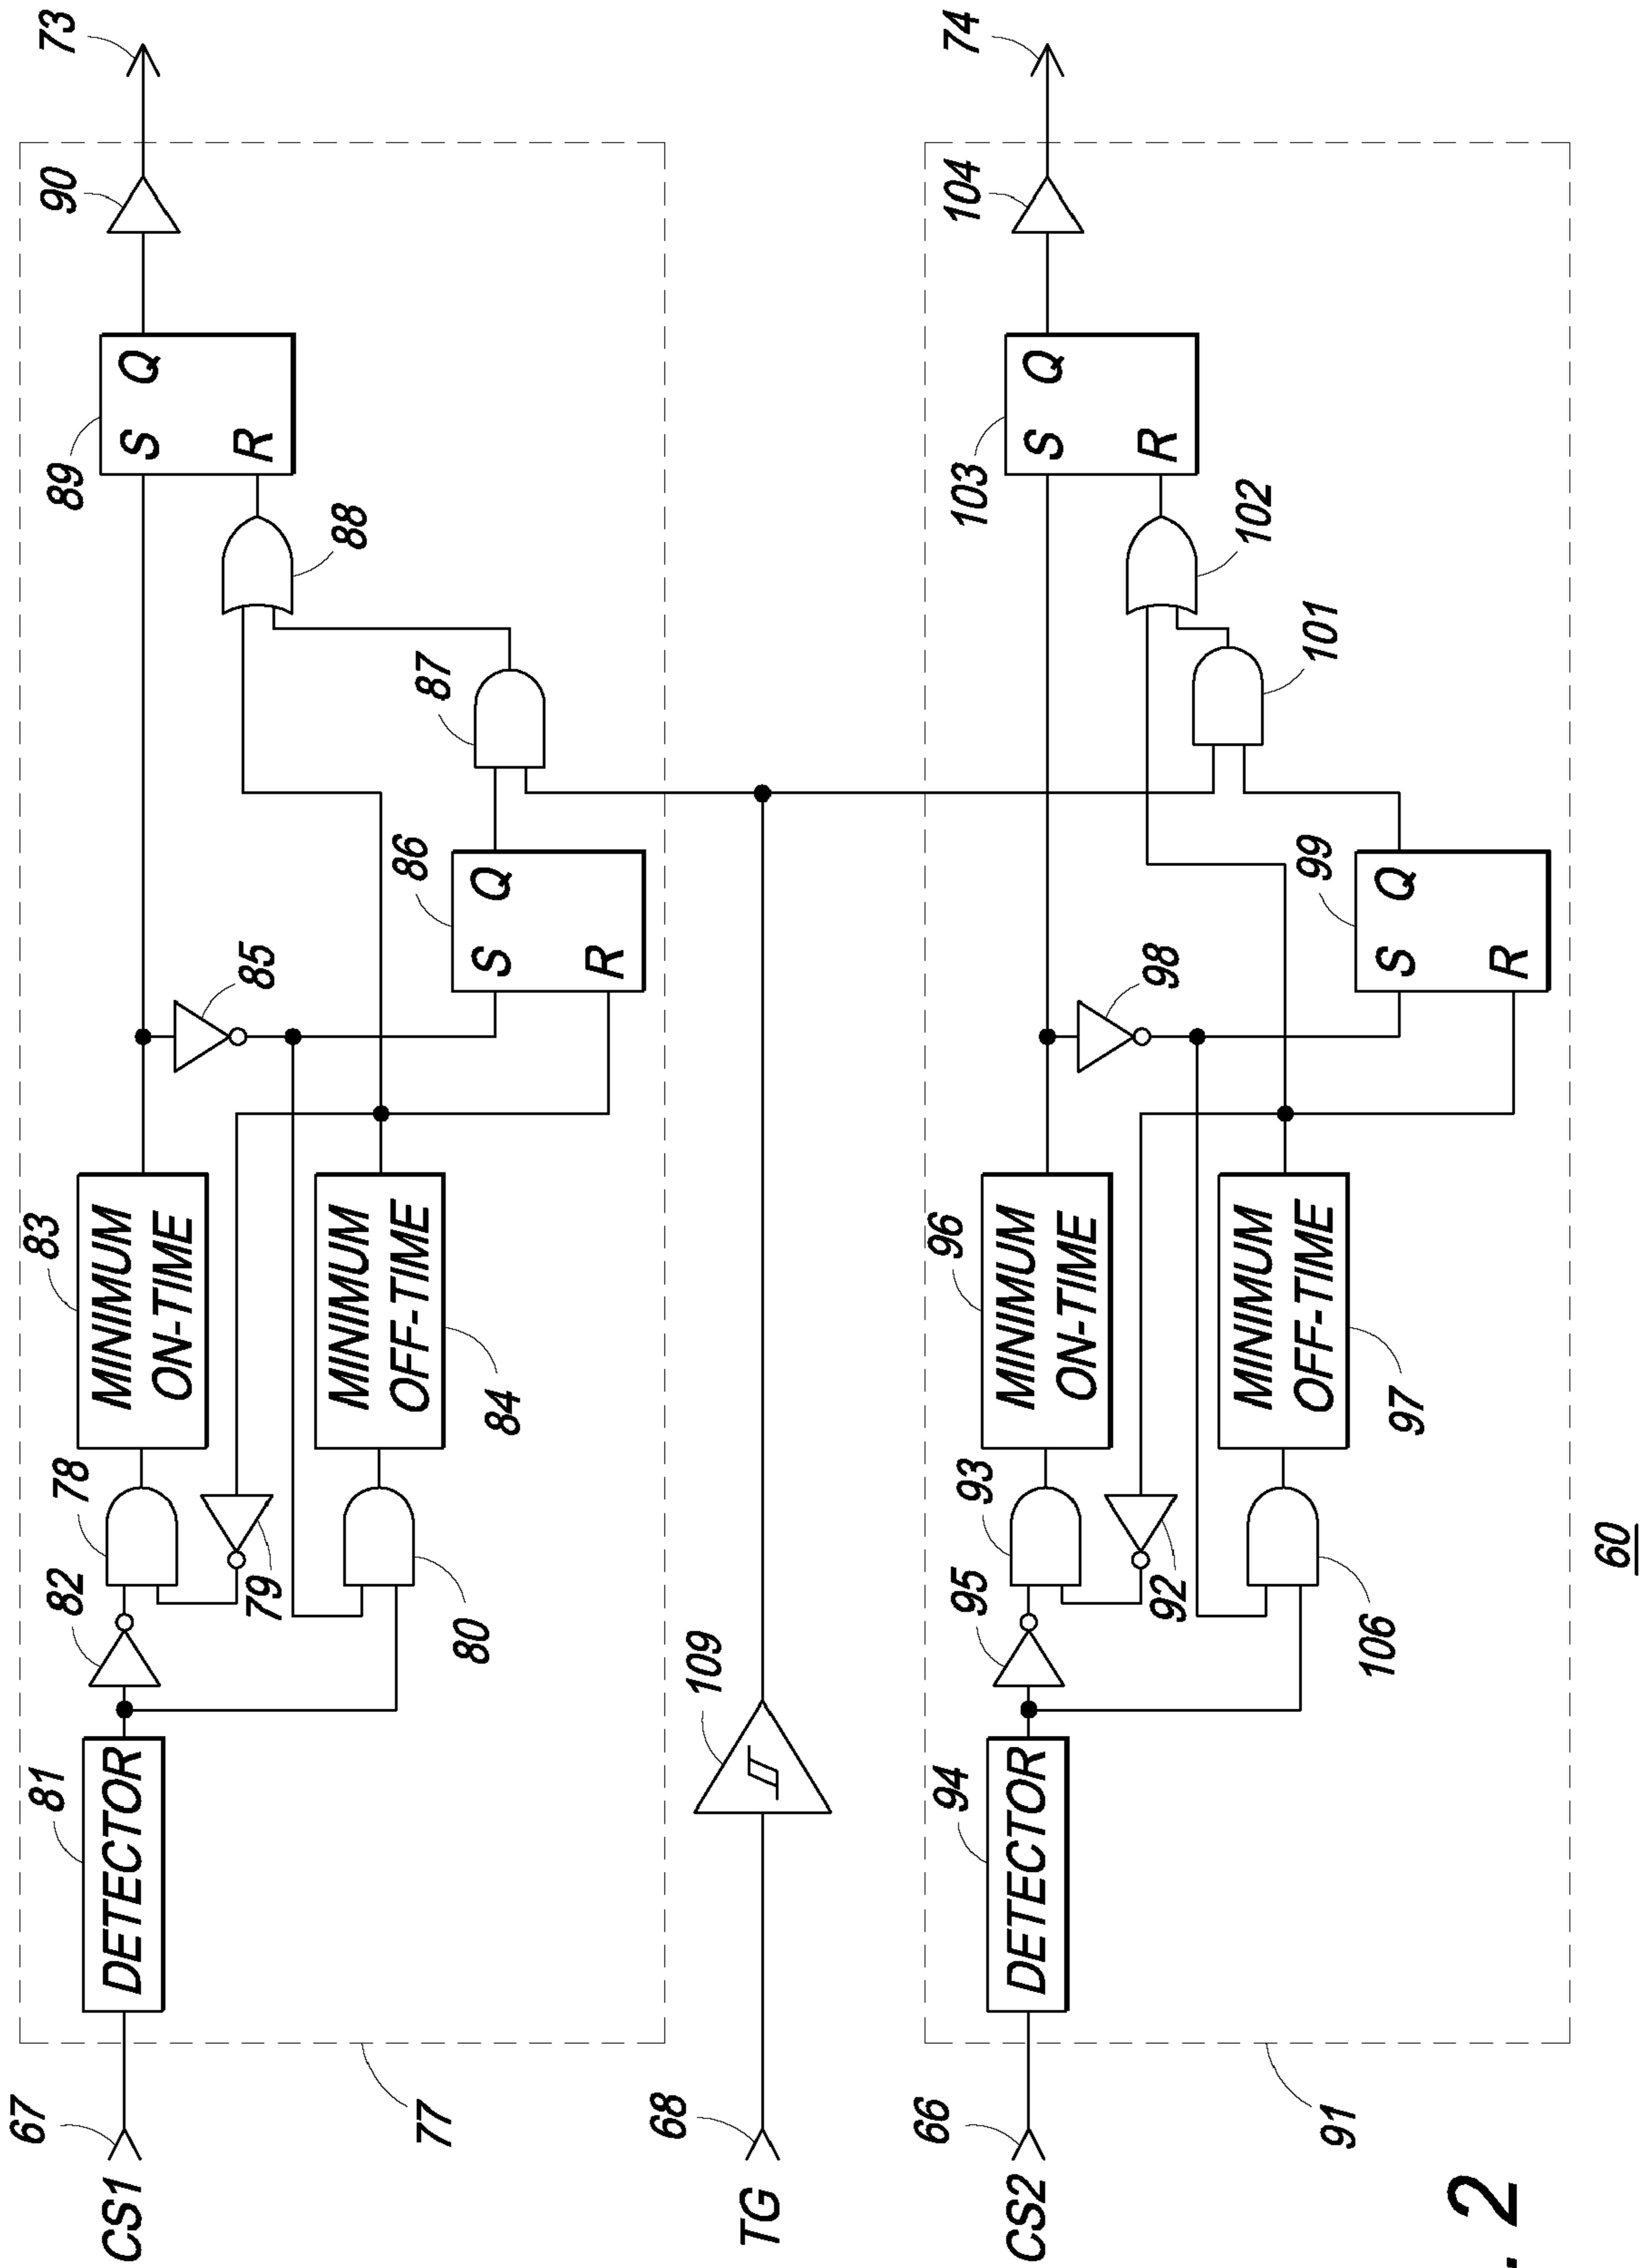 CS1
67
77
81
DETECTOR
82
78
79
80
83
MINIMUM
ON-TIME
MINIMUM
OFF-TIME
84
85
86
S Q
R
87
88
89
S Q
R
90
73
TG
68
109
CS2
66
91
94
DETECTOR
95
93
92
106
96
MINIMUM
ON-TIME
MINIMUM
OFF-TIME
97
98
99
S Q
R
101
102
103
S Q
R
104
74
60
. 2